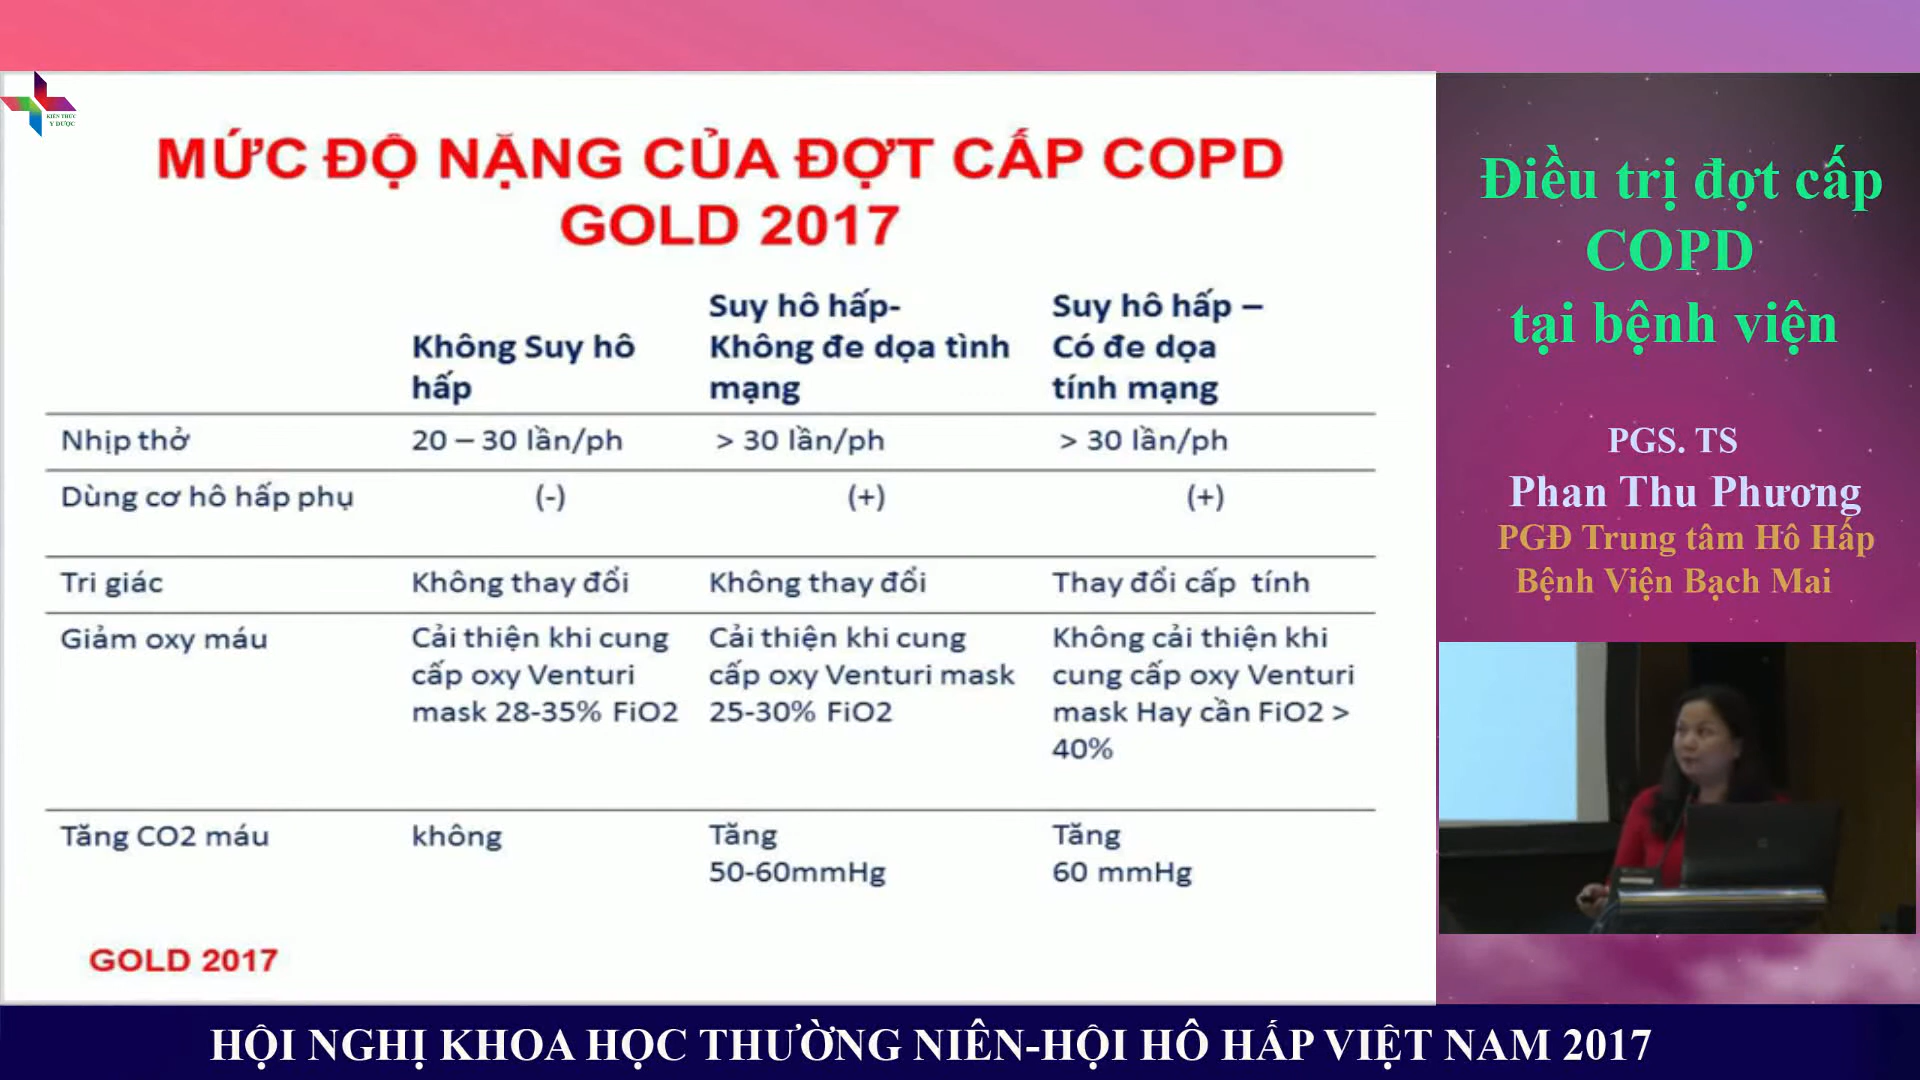 KIẾN THỨC
Y DƯỢC
MỨC ĐỘ NẶNG CỦA ĐỢT CẤP COPD
GOLD 2017
Không Suy hô
hấp
Suy hô hấp-
Không đe dọa tình
mạng
Suy hô hấp –
Có đe dọa
tính mạng
Nhịp thở
20 – 30 lần/ph
> 30 lần/ph
> 30 lần/ph
Dùng cơ hô hấp phụ
(-)
(+)
(+)
Tri giác
Không thay đổi
Không thay đổi
Thay đổi cấp tính
Giảm oxy máu
Cải thiện khi cung
cấp oxy Venturi
mask 28-35% FiO2
Cải thiện khi cung
cấp oxy Venturi mask
25-30% FiO2
Không cải thiện khi
cung cấp oxy Venturi
mask Hay cần FiO2 >
40%
Tăng CO2 máu
không
Tăng
50-60mmHg
Tăng
60 mmHg
GOLD 2017
Điều trị đợt cấp
COPD
tại bệnh viện
PGS. TS
Phan Thu Phương
PGĐ Trung tâm Hô Hấp
Bệnh Viện Bạch Mai
HỘI NGHỊ KHOA HỌC THƯỜNG NIÊN-HỘI HÔ HẤP VIỆT NAM 2017